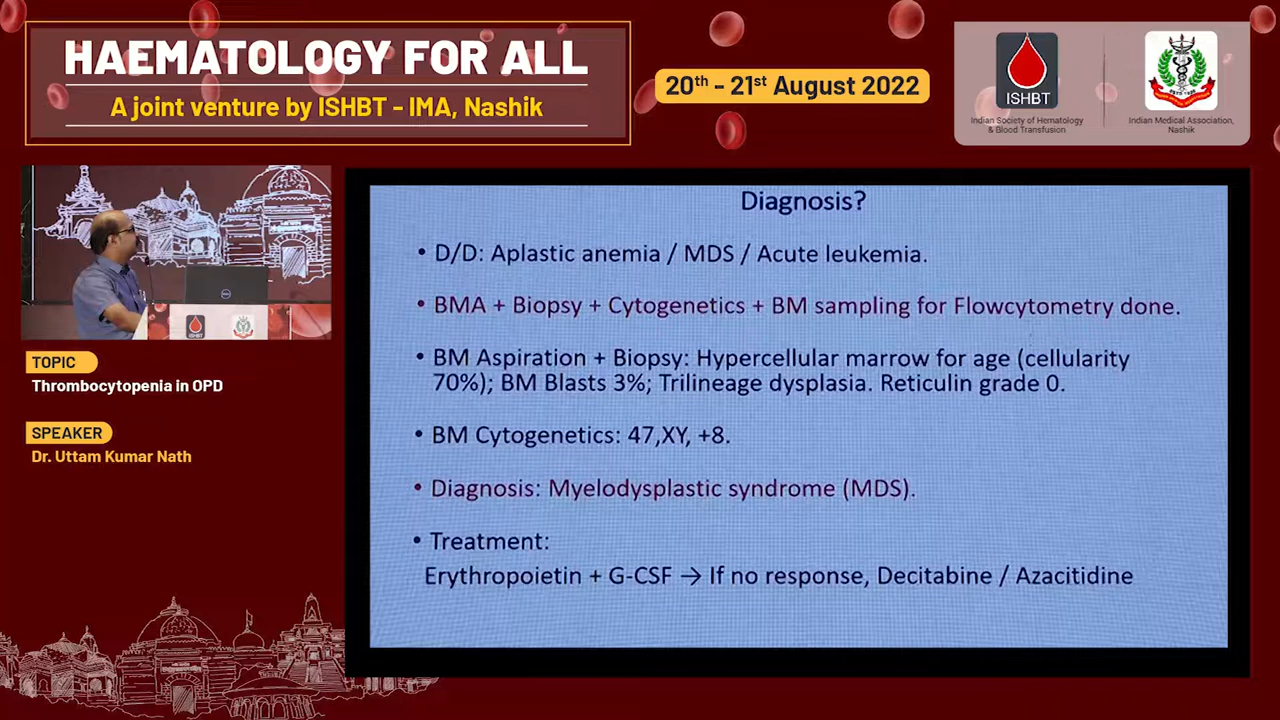 HAEMATOLOGY FOR ALL
A joint venture by ISHBT - IMA, Nashik
20th - 21st August 2022
ISHBT
Indian Society of Hematology
& Blood Transfusion
Indian Medical Association,
Nashik
TOPIC
Thrombocytopenia in OPD
SPEAKER
Dr. Uttam Kumar Nath
Diagnosis?
• D/D: Aplastic anemia / MDS / Acute leukemia.
• BMA + Biopsy + Cytogenetics + BM sampling for Flowcytometry done.
• BM Aspiration + Biopsy: Hypercellular marrow for age (cellularity
70%); BM Blasts 3%; Trilineage dysplasia. Reticulin grade 0.
• BM Cytogenetics: 47,XY, +8.
• Diagnosis: Myelodysplastic syndrome (MDS).
• Treatment:
Erythropoietin + G-CSF → If no response, Decitabine / Azacitidine